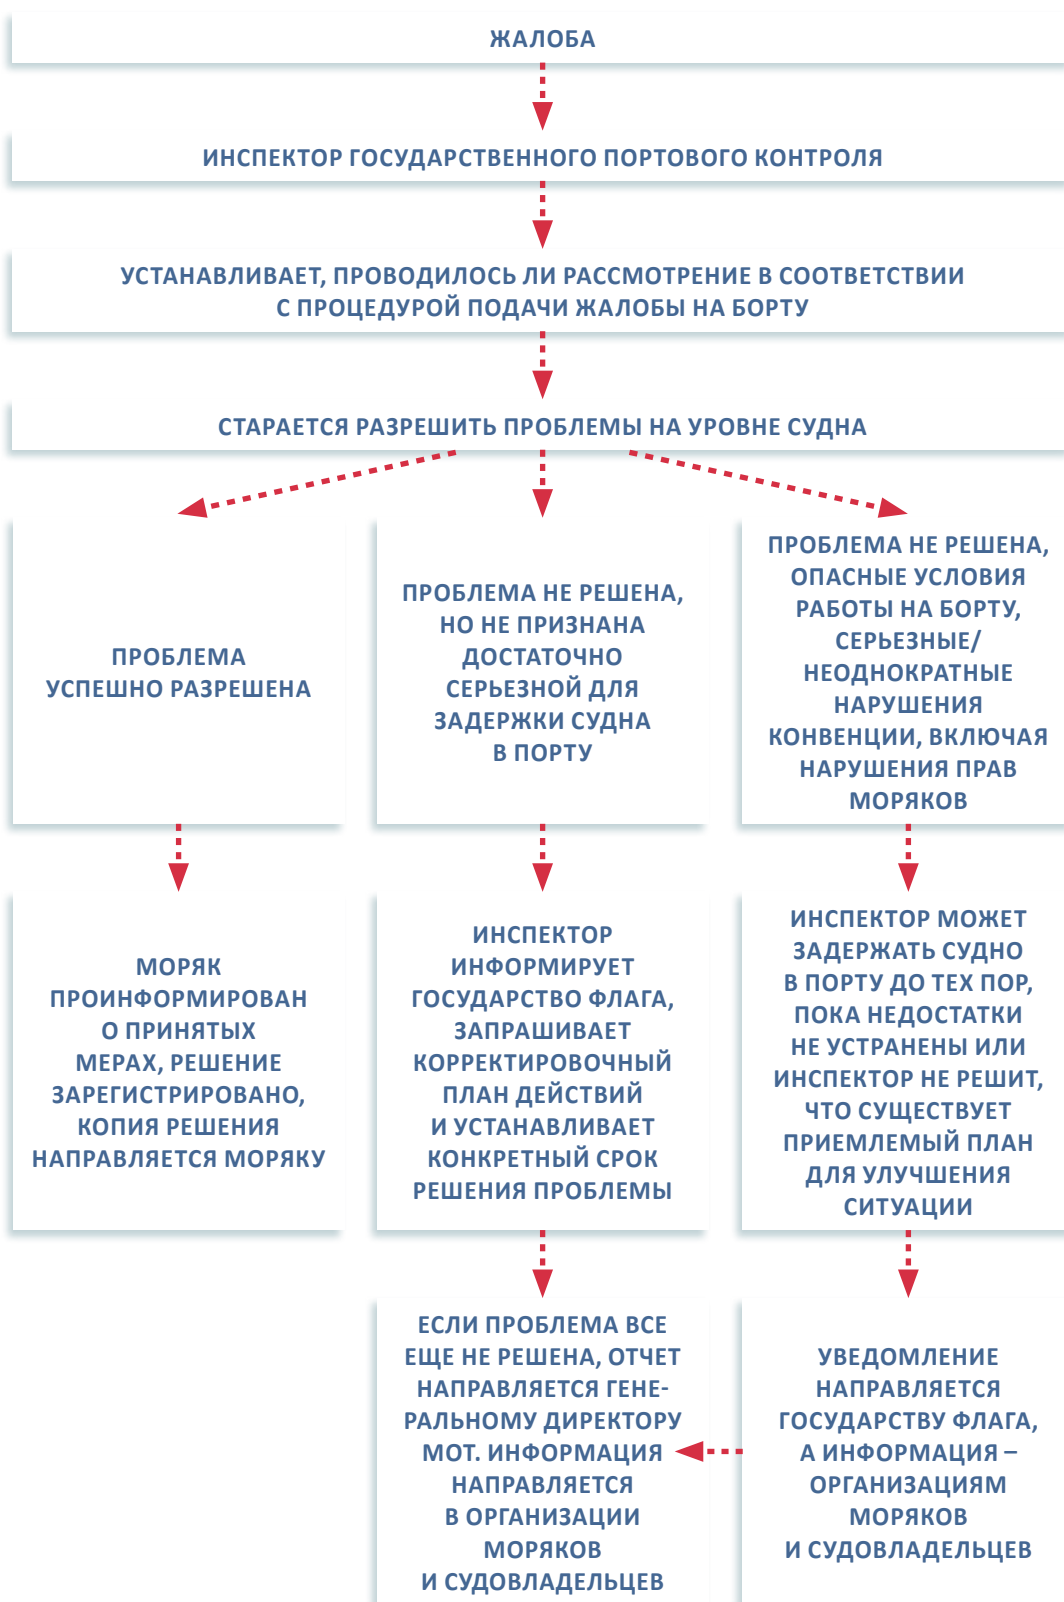 ЖАЛОБА
ИНСПЕКТОР ГОСУДАРСТВЕННОГО ПОРТОВОГО КОНТРОЛЯ
УСТАНАВЛИВАЕТ, ПРОВОДИЛОСЬ ЛИ РАССМОТРЕНИЕ В СООТВЕТСТВИИ
С ПРОЦЕДУРОЙ ПОДАЧИ ЖАЛОБЫ НА БОРТУ
СТАРАЕТСЯ РАЗРЕШИТЬ ПРОБЛЕМЫ НА УРОВНЕ СУДНА
ПРОБЛЕМА
УСПЕШНО РАЗРЕШЕНА
ПРОБЛЕМА НЕ РЕШЕНА,
НО НЕ ПРИЗНАНА
ДОСТАТОЧНО
СЕРЬЕЗНОЙ ДЛЯ
ЗАДЕРЖКИ СУДНА
В ПОРТУ
ПРОБЛЕМА НЕ РЕШЕНА,
ОПАСНЫЕ УСЛОВИЯ
РАБОТЫ НА БОРТУ,
СЕРЬЕЗНЫЕ/
НЕОДНОКРАТНЫЕ
НАРУШЕНИЯ
КОНВЕНЦИИ, ВКЛЮЧАЯ
НАРУШЕНИЯ ПРАВ
МОРЯКОВ
МОРЯК
ПРОИНФОРМИРОВАН
О ПРИНЯТЫХ
МЕРАХ, РЕШЕНИЕ
ЗАРЕГИСТРИРОВАНО,
КОПИЯ РЕШЕНИЯ
НАПРАВЛЯЕТСЯ МОРЯКУ
ИНСПЕКТОР
ИНФОРМИРУЕТ
ГОСУДАРСТВО ФЛАГА,
ЗАПРАШИВАЕТ
КОРРЕКТИРОВОЧНЫЙ
ПЛАН ДЕЙСТВИЙ
И УСТАНАВЛИВАЕТ
КОНКРЕТНЫЙ СРОК
РЕШЕНИЯ ПРОБЛЕМЫ
ИНСПЕКТОР МОЖЕТ
ЗАДЕРЖАТЬ СУДНО
В ПОРТУ ДО ТЕХ ПОР,
ПОКА НЕДОСТАТКИ
НЕ УСТРАНЕНЫ ИЛИ
ИНСПЕКТОР НЕ РЕШИТ,
ЧТО СУЩЕСТВУЕТ
ПРИЕМЛЕМЫЙ ПЛАН
ДЛЯ УЛУЧШЕНИЯ
СИТУАЦИИ
ЕСЛИ ПРОБЛЕМА ВСЕ
ЕЩЕ НЕ РЕШЕНА, ОТЧЕТ
НАПРАВЛЯЕТСЯ ГЕНЕ-
РАЛЬНОМУ ДИРЕКТОРУ
МОТ. ИНФОРМАЦИЯ
НАПРАВЛЯЕТСЯ
В ОРГАНИЗАЦИИ
МОРЯКОВ
И СУДОВЛАДЕЛЬЦЕВ
УВЕДОМЛЕНИЕ
НАПРАВЛЯЕТСЯ
ГОСУДАРСТВУ ФЛАГА,
А ИНФОРМАЦИЯ –
ОРГАНИЗАЦИЯМ
МОРЯКОВ
И СУДОВЛАДЕЛЬЦЕВ